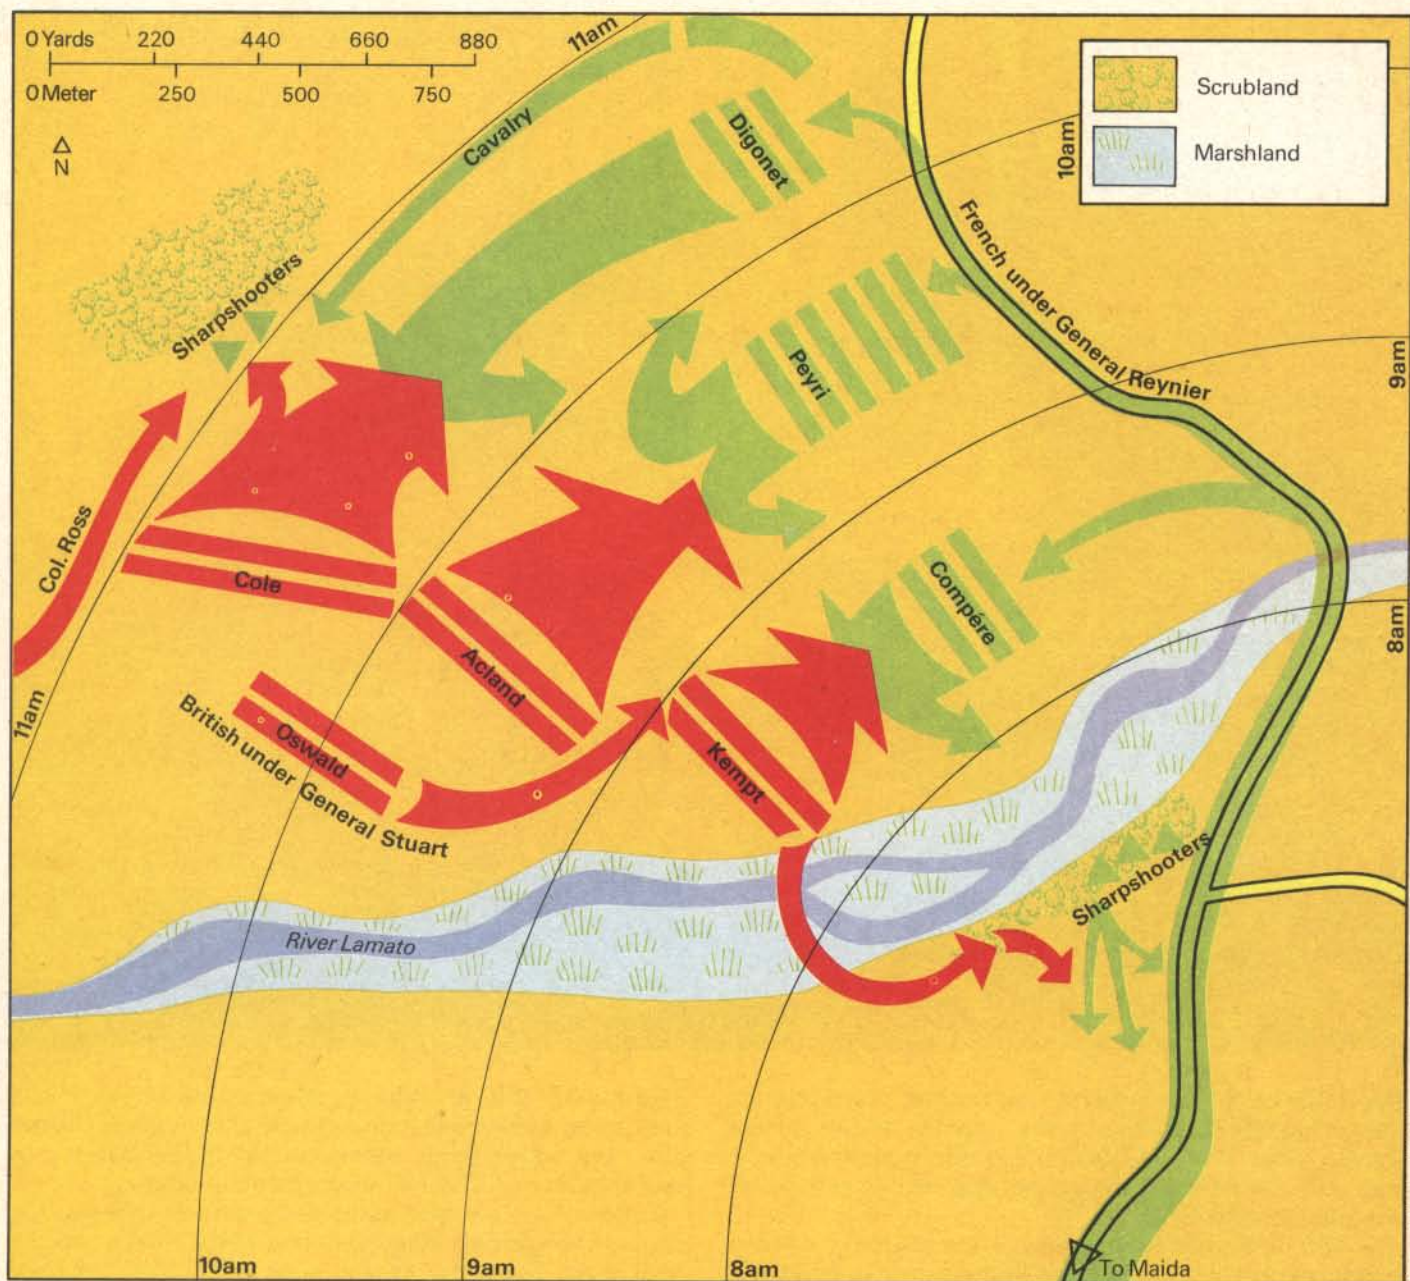 0 Yards 220 440 660 880
0 Meter 250 500 750
N
11am
Scrubland
Marshland
Cavalry
Digonet
10am
Sharpshooters
French under General Reynier
Peyri
9am
Col. Ross
Cole
Compére
8am
Acland
11am
Oswald
British under General Stuart
Kempt
Sharpshooters
River Lamato
10am
9am
8am
To Maida